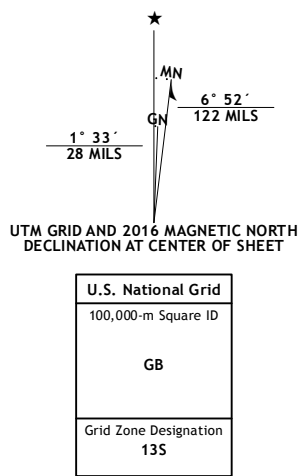 ★
MN
GN
6° 52´
122 MILS
1° 33´
28 MILS
UTM GRID AND 2016 MAGNETIC NORTH
DECLINATION AT CENTER OF SHEET
U.S. National Grid
100,000-m Square ID
GB
Grid Zone Designation
13S